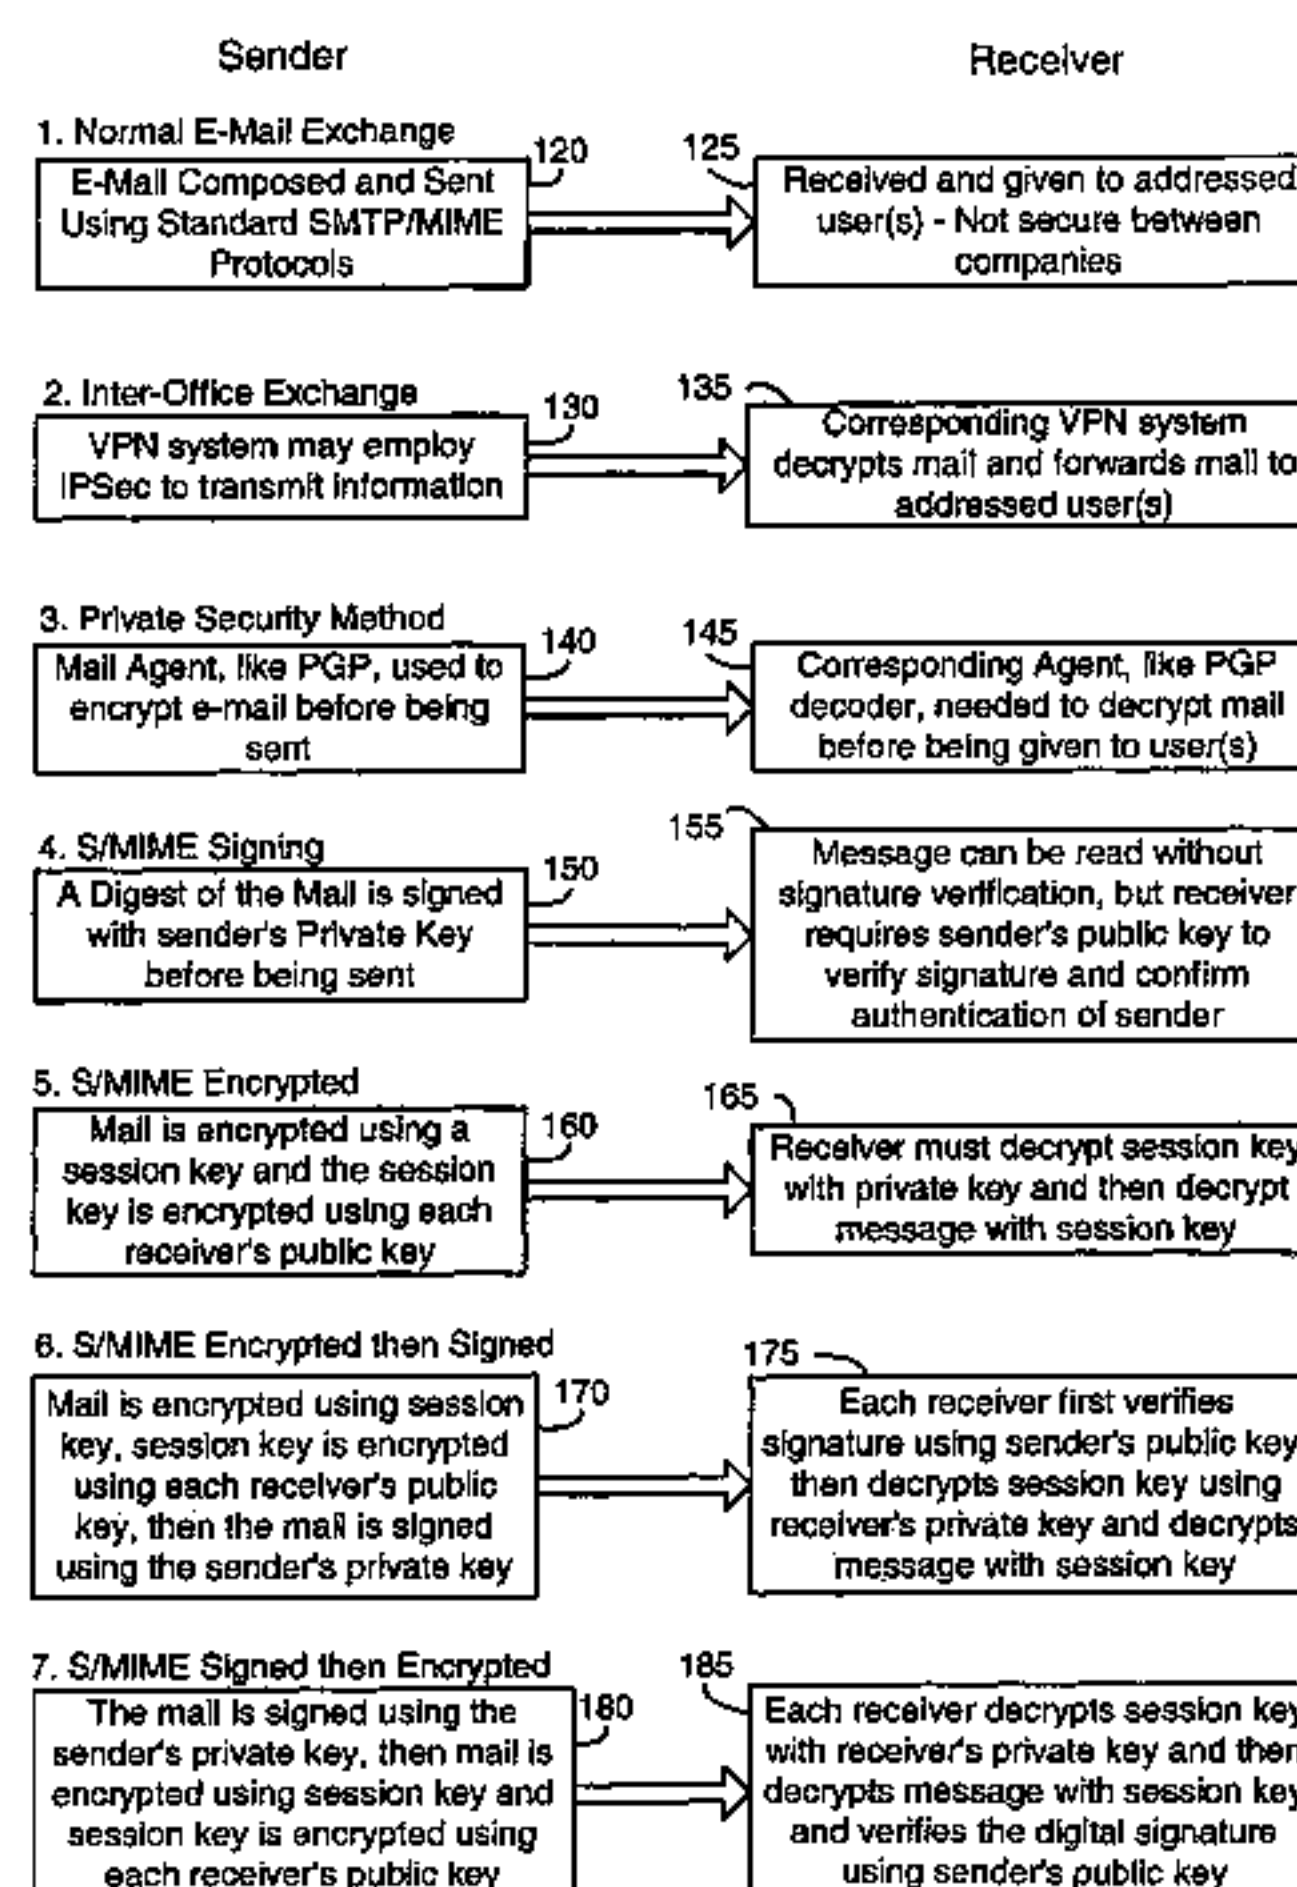 Sender
Receiver
1. Normal E-Mail Exchange
120
125
E-Mail Composed and Sent
Using Standard SMTP/MIME
Protocols
Received and given to addressed
user(s) - Not secure between
companies
2. Inter-Office Exchange
130
135
VPN system may employ
IPSec to transmit information
Corresponding VPN system
decrypts mail and forwards mail to
addressed user(s)
3. Private Security Method
140
145
Mail Agent, like PGP, used to
encrypt e-mail before being
sent
Corresponding Agent, like PGP
decoder, needed to decrypt mail
before being given to user(s)
4. S/MIME Signing
150
155
A Digest of the Mail is signed
with sender's Private Key
before being sent
Message can be read without
signature verification, but receiver
requires sender's public key to
verify signature and confirm
authentication of sender
5. S/MIME Encrypted
160
165
Mail is encrypted using a
session key and the session
key is encrypted using each
receiver's public key
Receiver must decrypt session key
with private key and then decrypt
message with session key
6. S/MIME Encrypted then Signed
170
175
Mail is encrypted using session
key, session key is encrypted
using each receiver's public
key, then the mail is signed
using the sender's private key
Each receiver first verifies
signature using sender's public key
then decrypts session key using
receiver's private key and decrypts
message with session key
7. S/MIME Signed then Encrypted
180
185
The mail is signed using the
sender's private key, then mail is
encrypted using session key and
session key is encrypted using
each receiver's public key
Each receiver decrypts session key
with receiver's private key and then
decrypts message with session key
and verifies the digital signature
using sender's public key